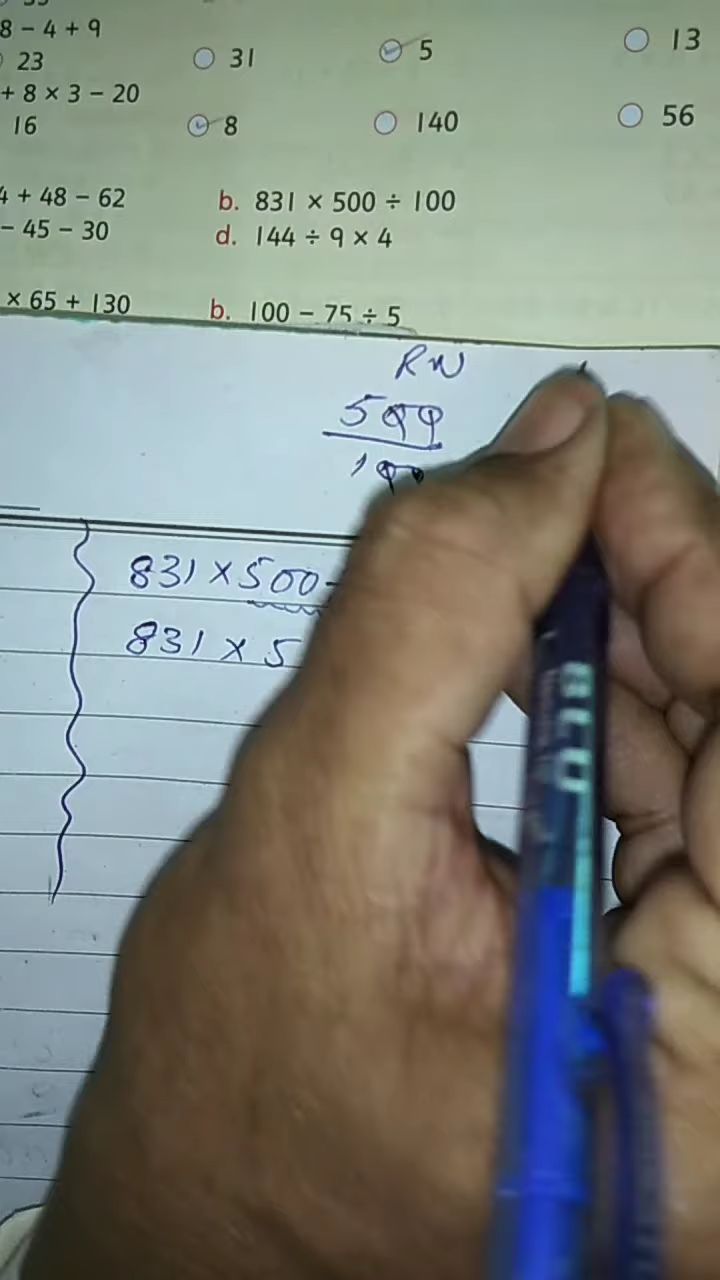 8 - 4 + 9
23 31 5 13
+ 8 × 3 - 20
16 8 140 56
4 + 48 - 62 b. 831 × 500 ÷ 100
- 45 - 30 d. 144 ÷ 9 × 4
× 65 + 130 b. 100 - 75 ÷ 5
RW
500
100
831 × 500
831 × 5